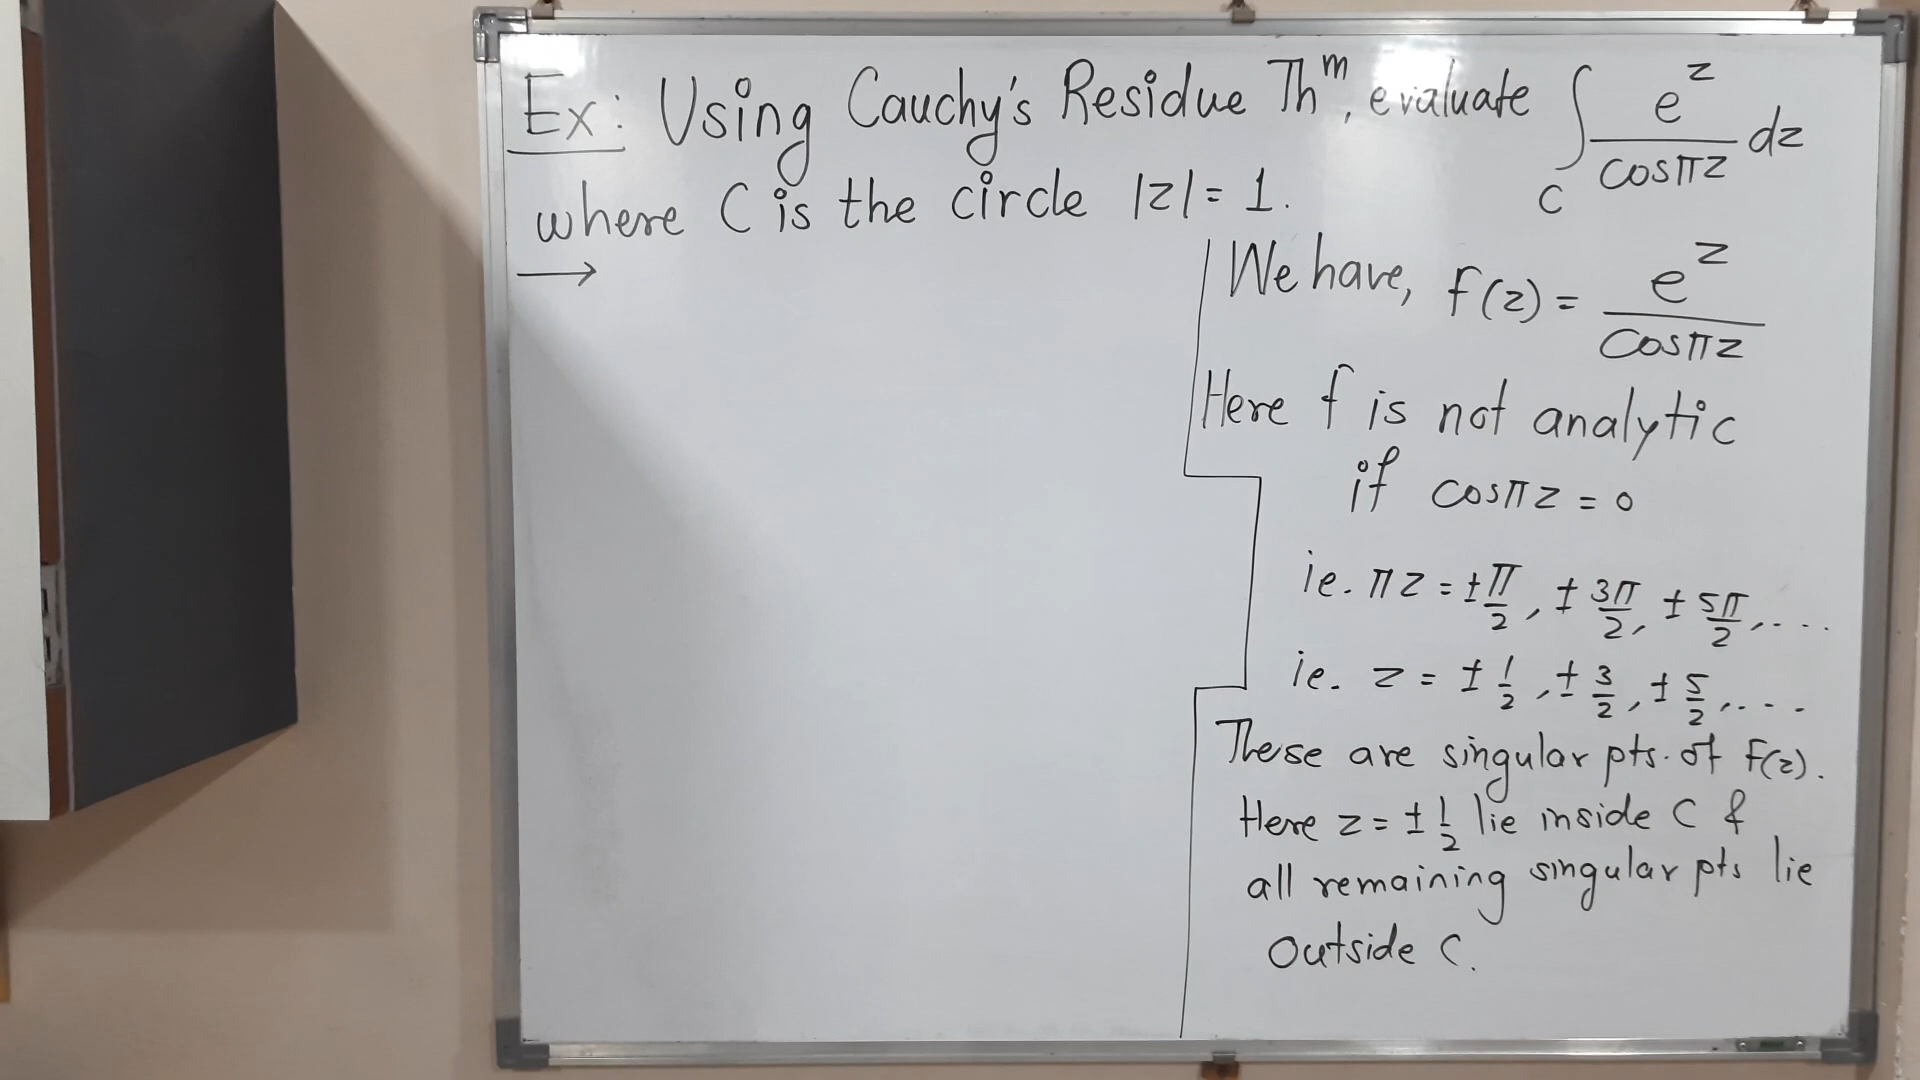 Ex: Using Cauchy's Residue Thᵐ, evaluate ∫_C e^z / cosπz dz
where C is the circle |z| = 1.
→
We have, f(z) = e^z / cosπz
Here f is not analytic
if cosπz = 0
ie. πz = ±π/2, ±3π/2, ±5π/2, ....
ie. z = ±1/2, ±3/2, ±5/2, ....
These are singular pts. of f(z).
Here z = ±1/2 lie inside C &
all remaining singular pts lie
outside C.